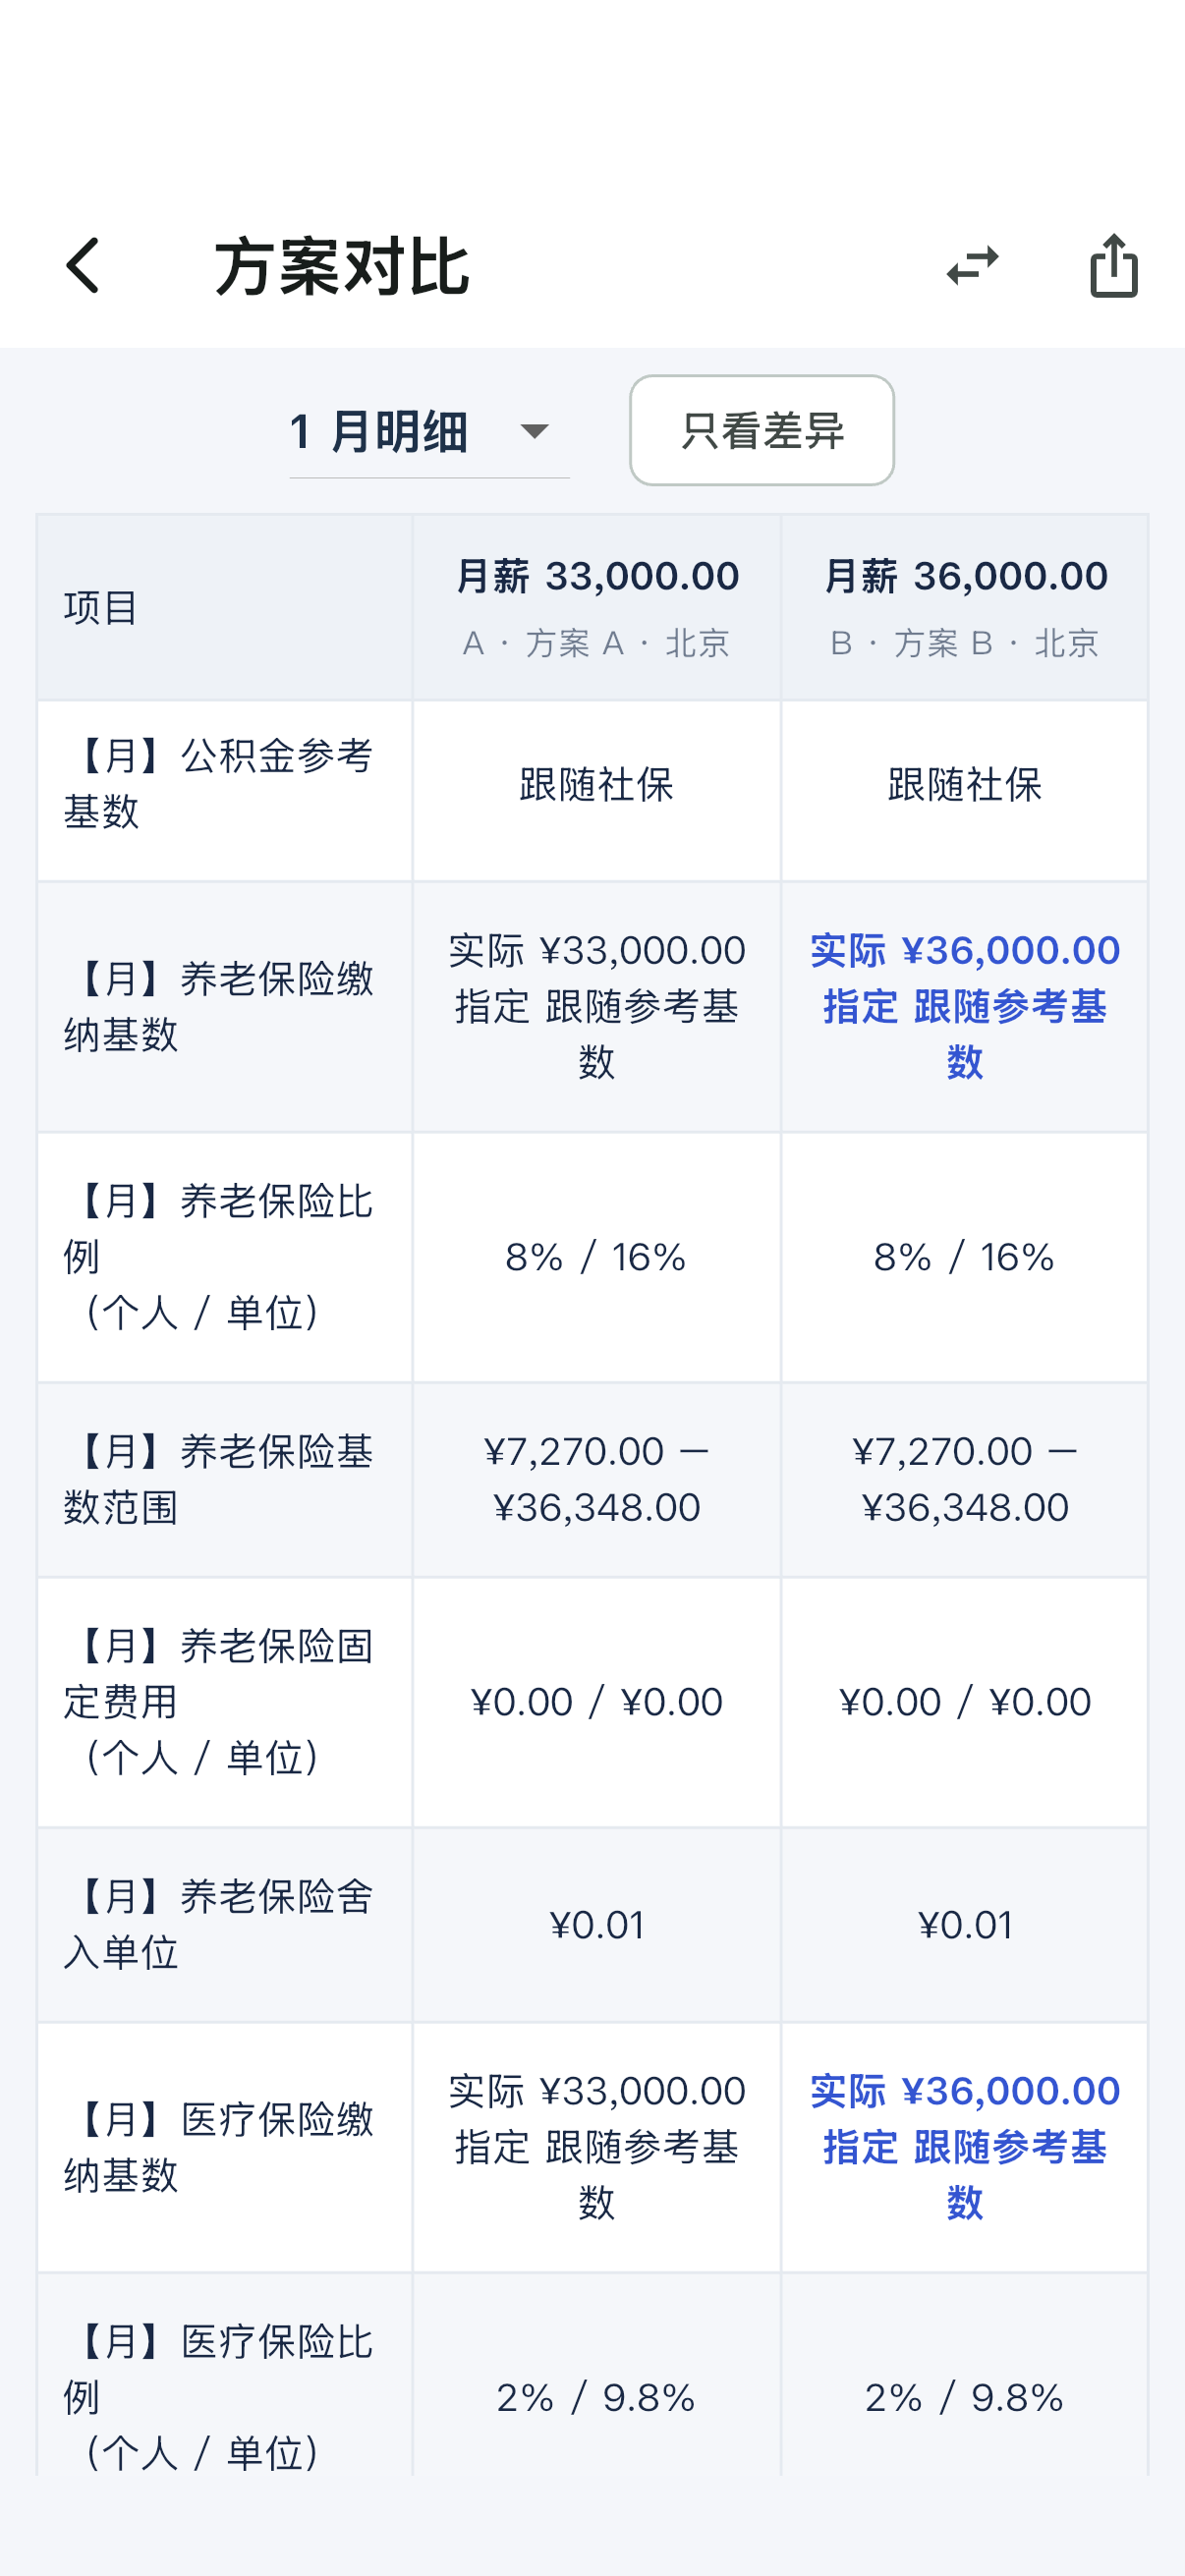 方案对比
1 月明细
只看差异
项目
月薪 33,000.00
A · 方案 A · 北京
月薪 36,000.00
B · 方案 B · 北京
【月】公积金参考
基数
跟随社保
跟随社保
【月】养老保险缴
纳基数
实际 ¥33,000.00
指定 跟随参考基
数
实际 ¥36,000.00
指定 跟随参考基
数
【月】养老保险比
例
（个人 / 单位）
8% / 16%
8% / 16%
【月】养老保险基
数范围
¥7,270.00 —
¥36,348.00
¥7,270.00 —
¥36,348.00
【月】养老保险固
定费用
（个人 / 单位）
¥0.00 / ¥0.00
¥0.00 / ¥0.00
【月】养老保险舍
入单位
¥0.01
¥0.01
【月】医疗保险缴
纳基数
实际 ¥33,000.00
指定 跟随参考基
数
实际 ¥36,000.00
指定 跟随参考基
数
【月】医疗保险比
例
（个人 / 单位）
2% / 9.8%
2% / 9.8%